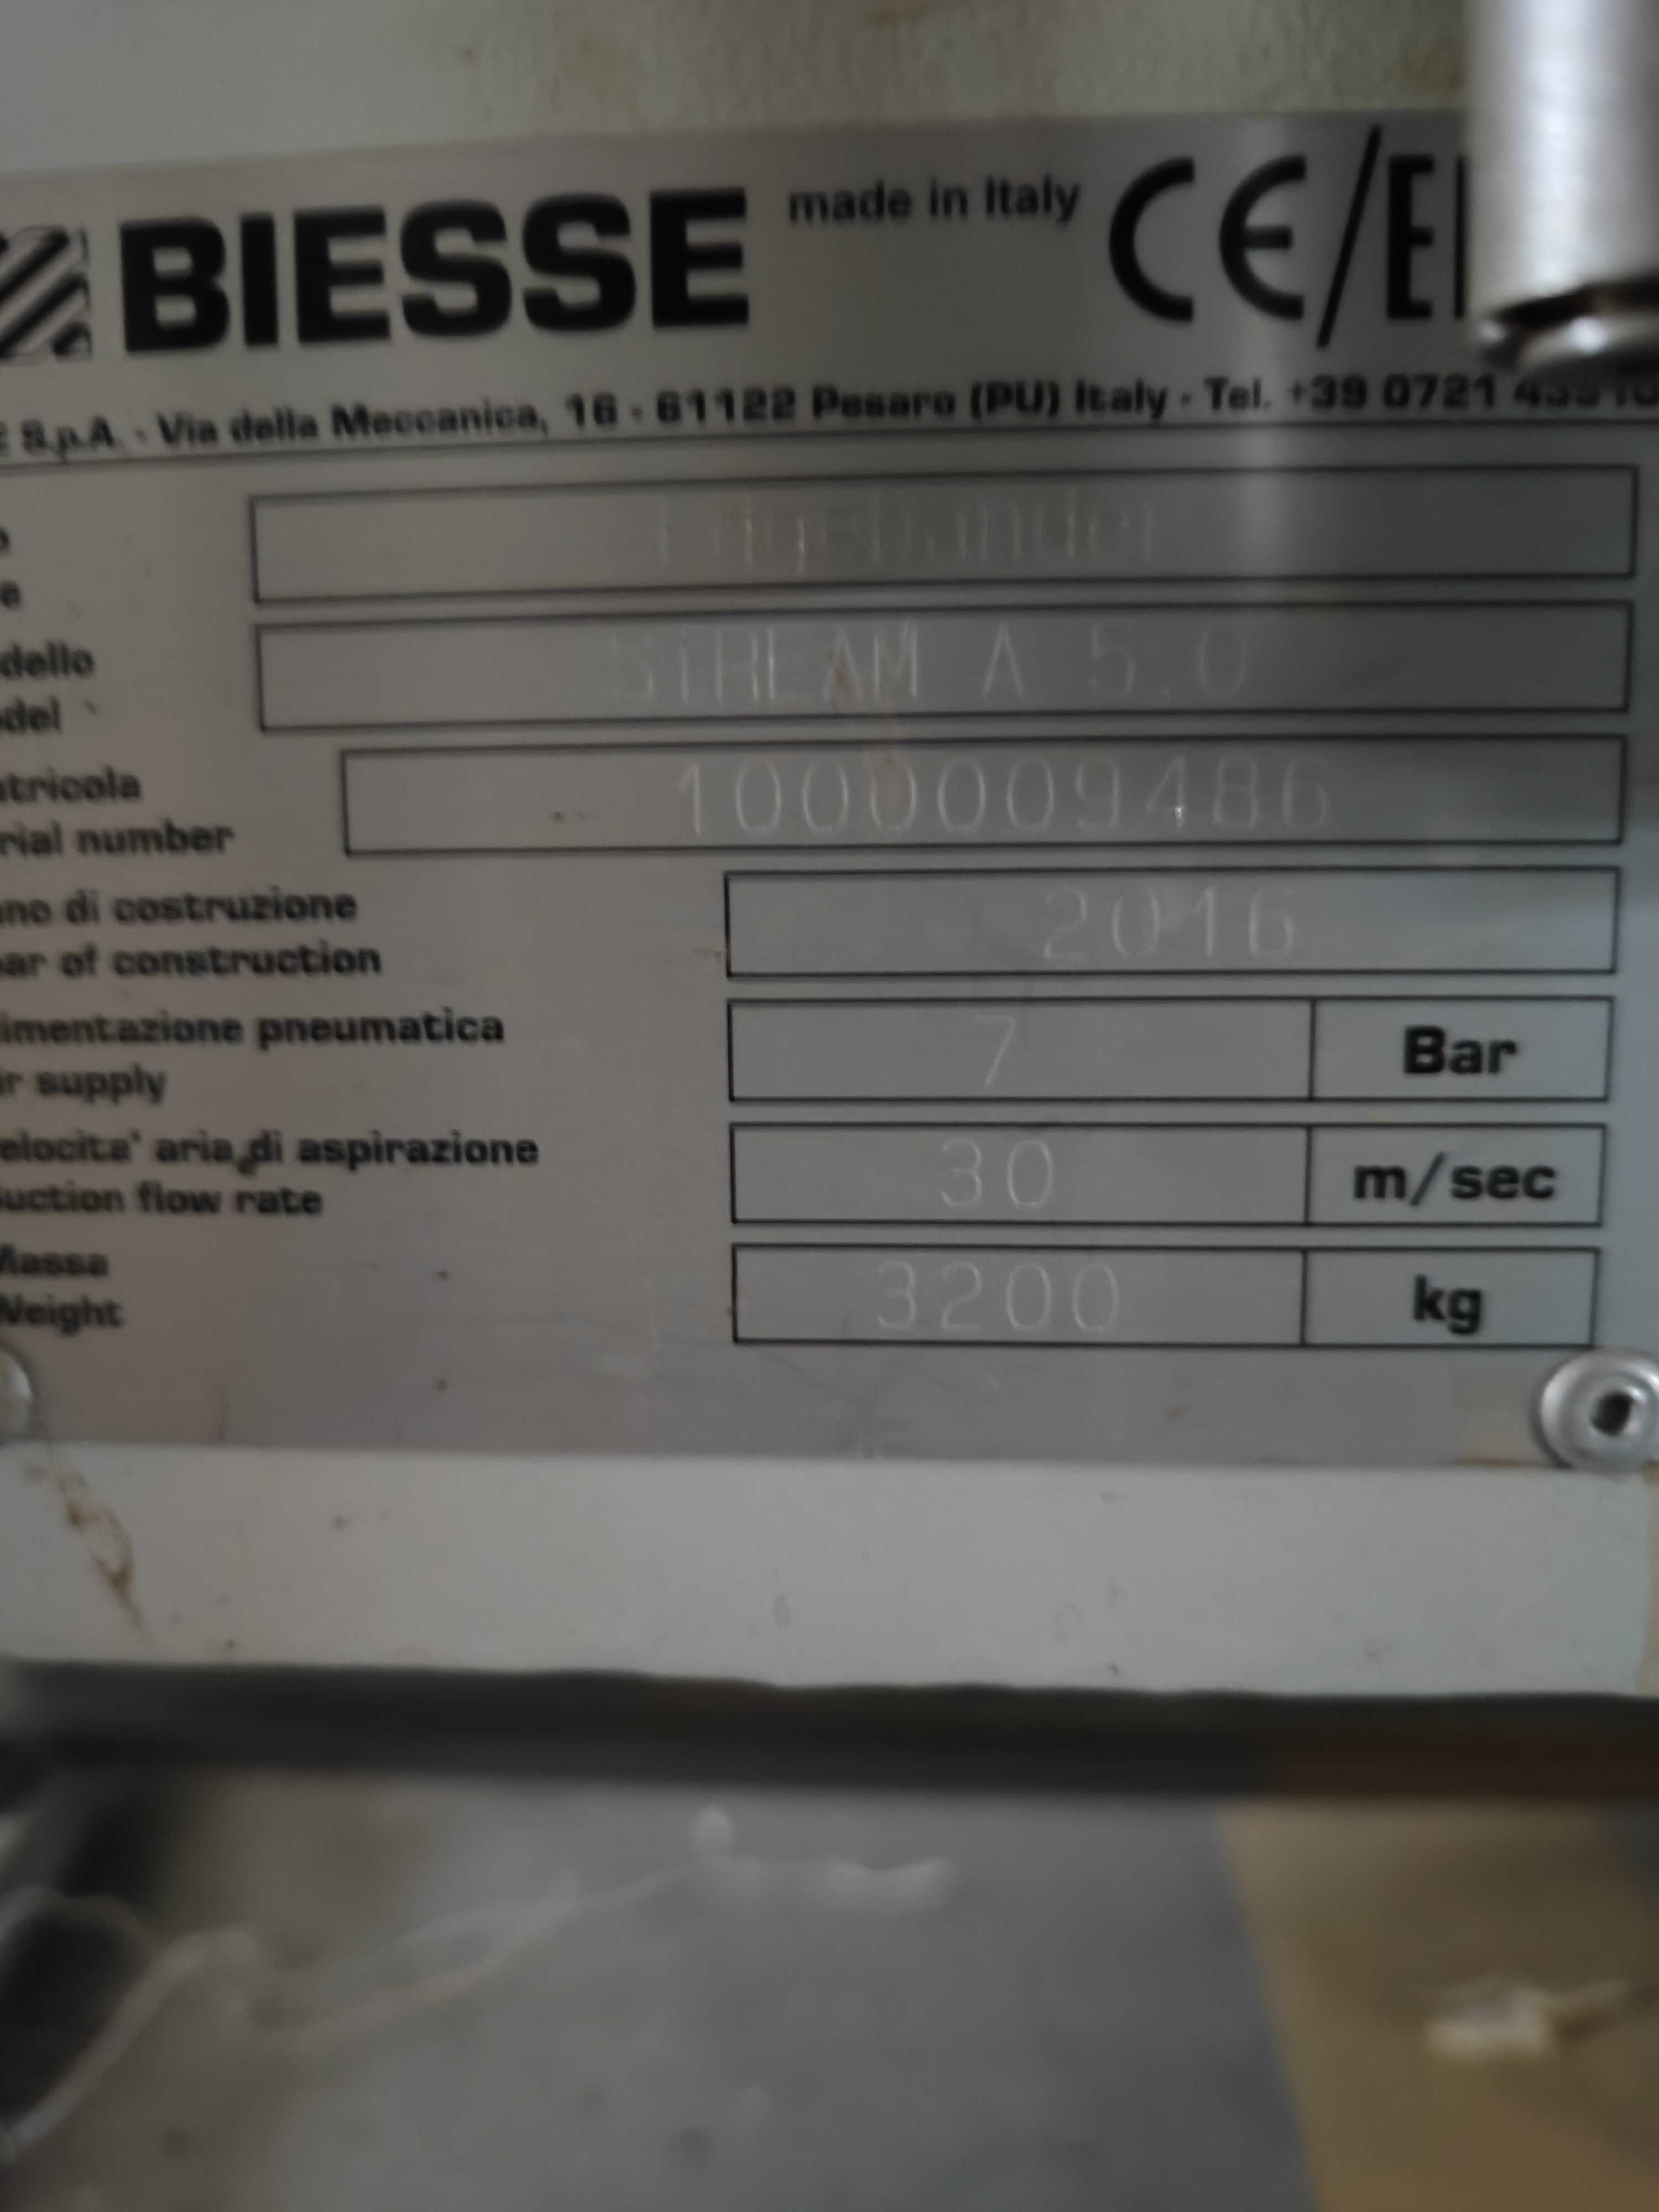 BIESSE made in Italy CE/E
S.p.A. - Via della Meccanica, 16 - 61122 Pesaro (PU) Italy - Tel. +39 0721
Edgebander
dello
del
STREAM A 5.0
tricola
rial number
1000009486
no di costruzione
ar of construction
2016
imentazione pneumatica
ir supply
7 Bar
elocita' aria di aspirazione
uction flow rate
30 m/sec
Massa
Weight
3200 kg